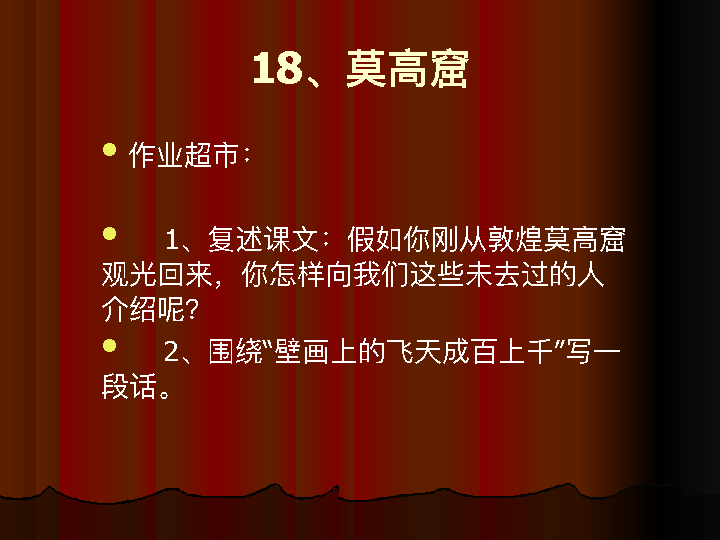 18、莫高窟
作业超市：
1、复述课文：假如你刚从敦煌莫高窟
观光回来，你怎样向我们这些未去过的人
介绍呢？
2、围绕“壁画上的飞天成百上千”写一
段话。